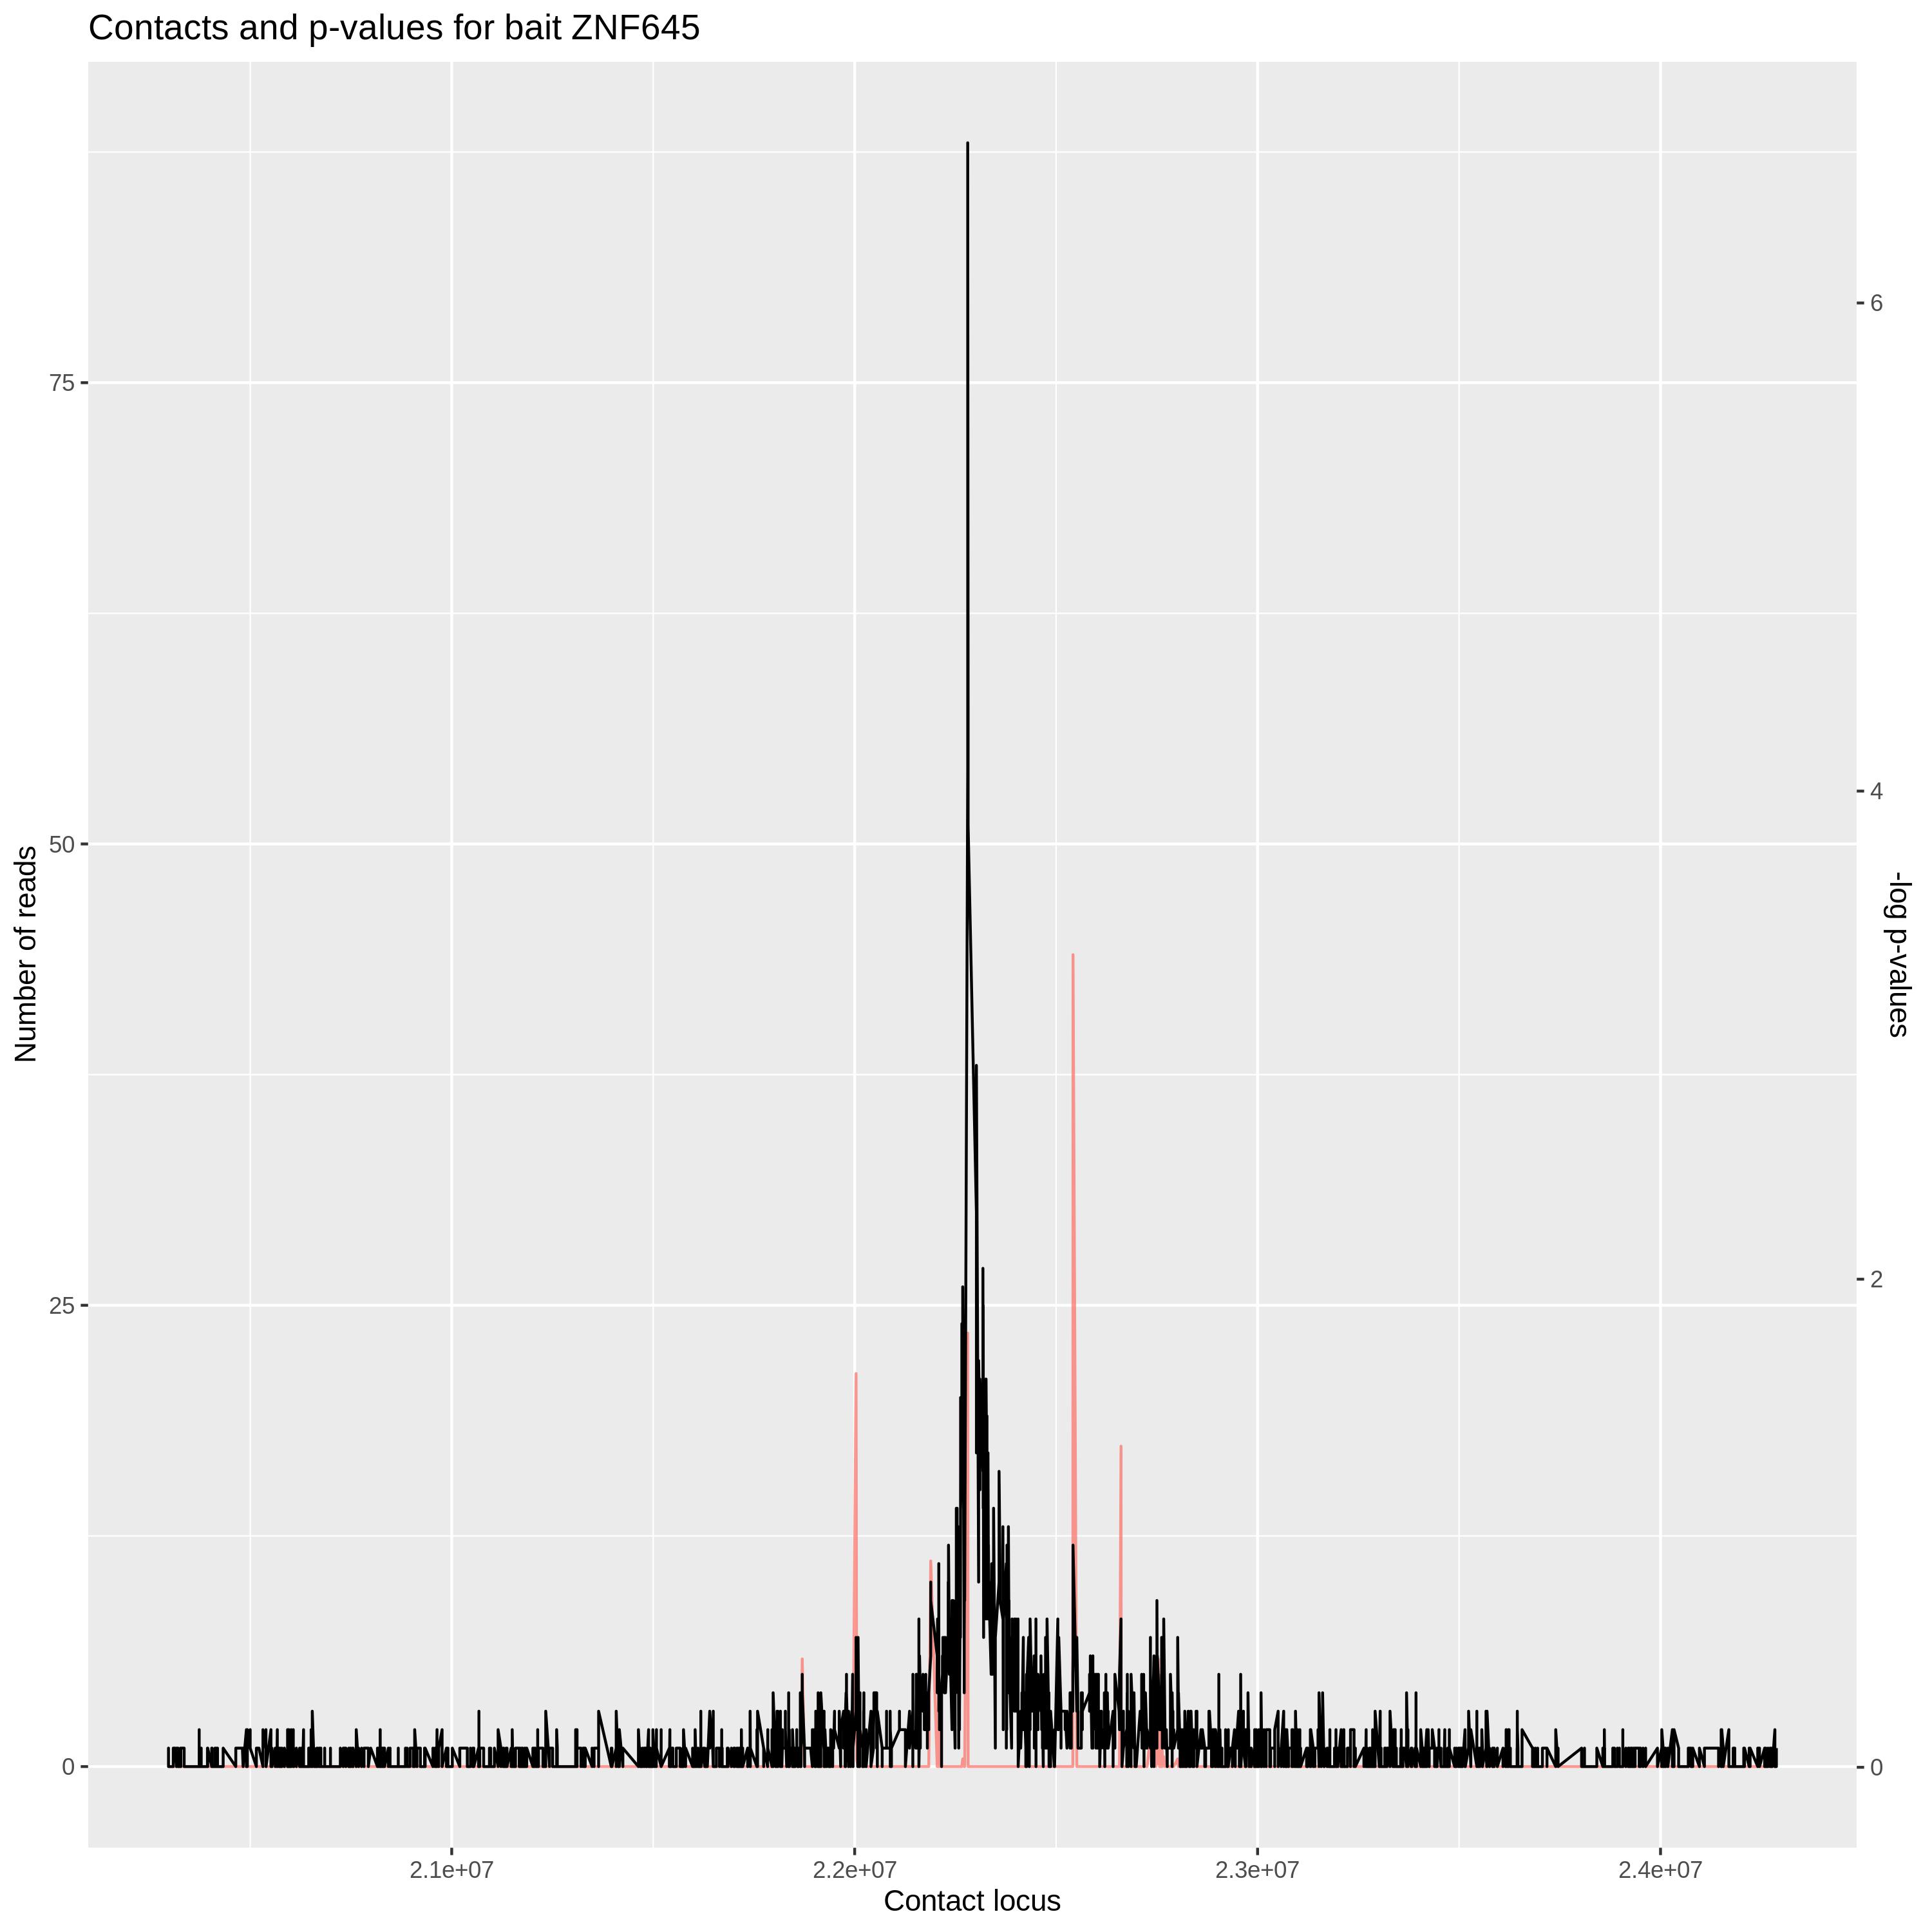 Contacts and p-values for bait ZNF645
Number of reads
75
50
25
0
6
4
2
0
-log p-values
2.1e+07
2.2e+07
2.3e+07
2.4e+07
Contact locus